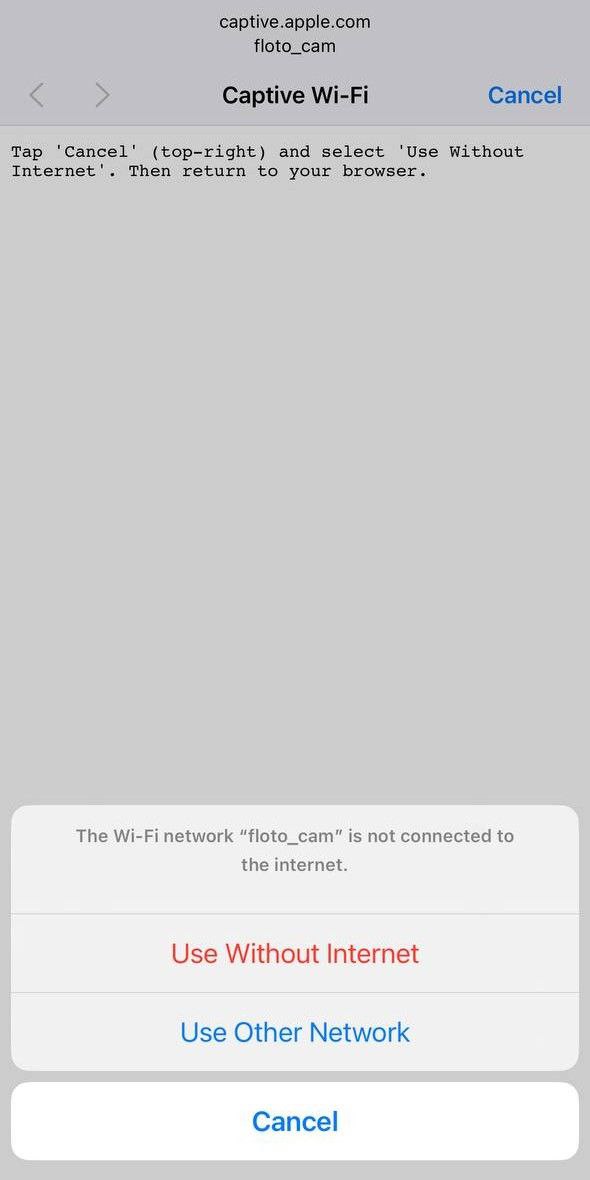 captive.apple.com
floto_cam
Captive Wi-Fi
Cancel
Tap 'Cancel' (top-right) and select 'Use Without
Internet'. Then return to your browser.
The Wi-Fi network “floto_cam” is not connected to
the internet.
Use Without Internet
Use Other Network
Cancel